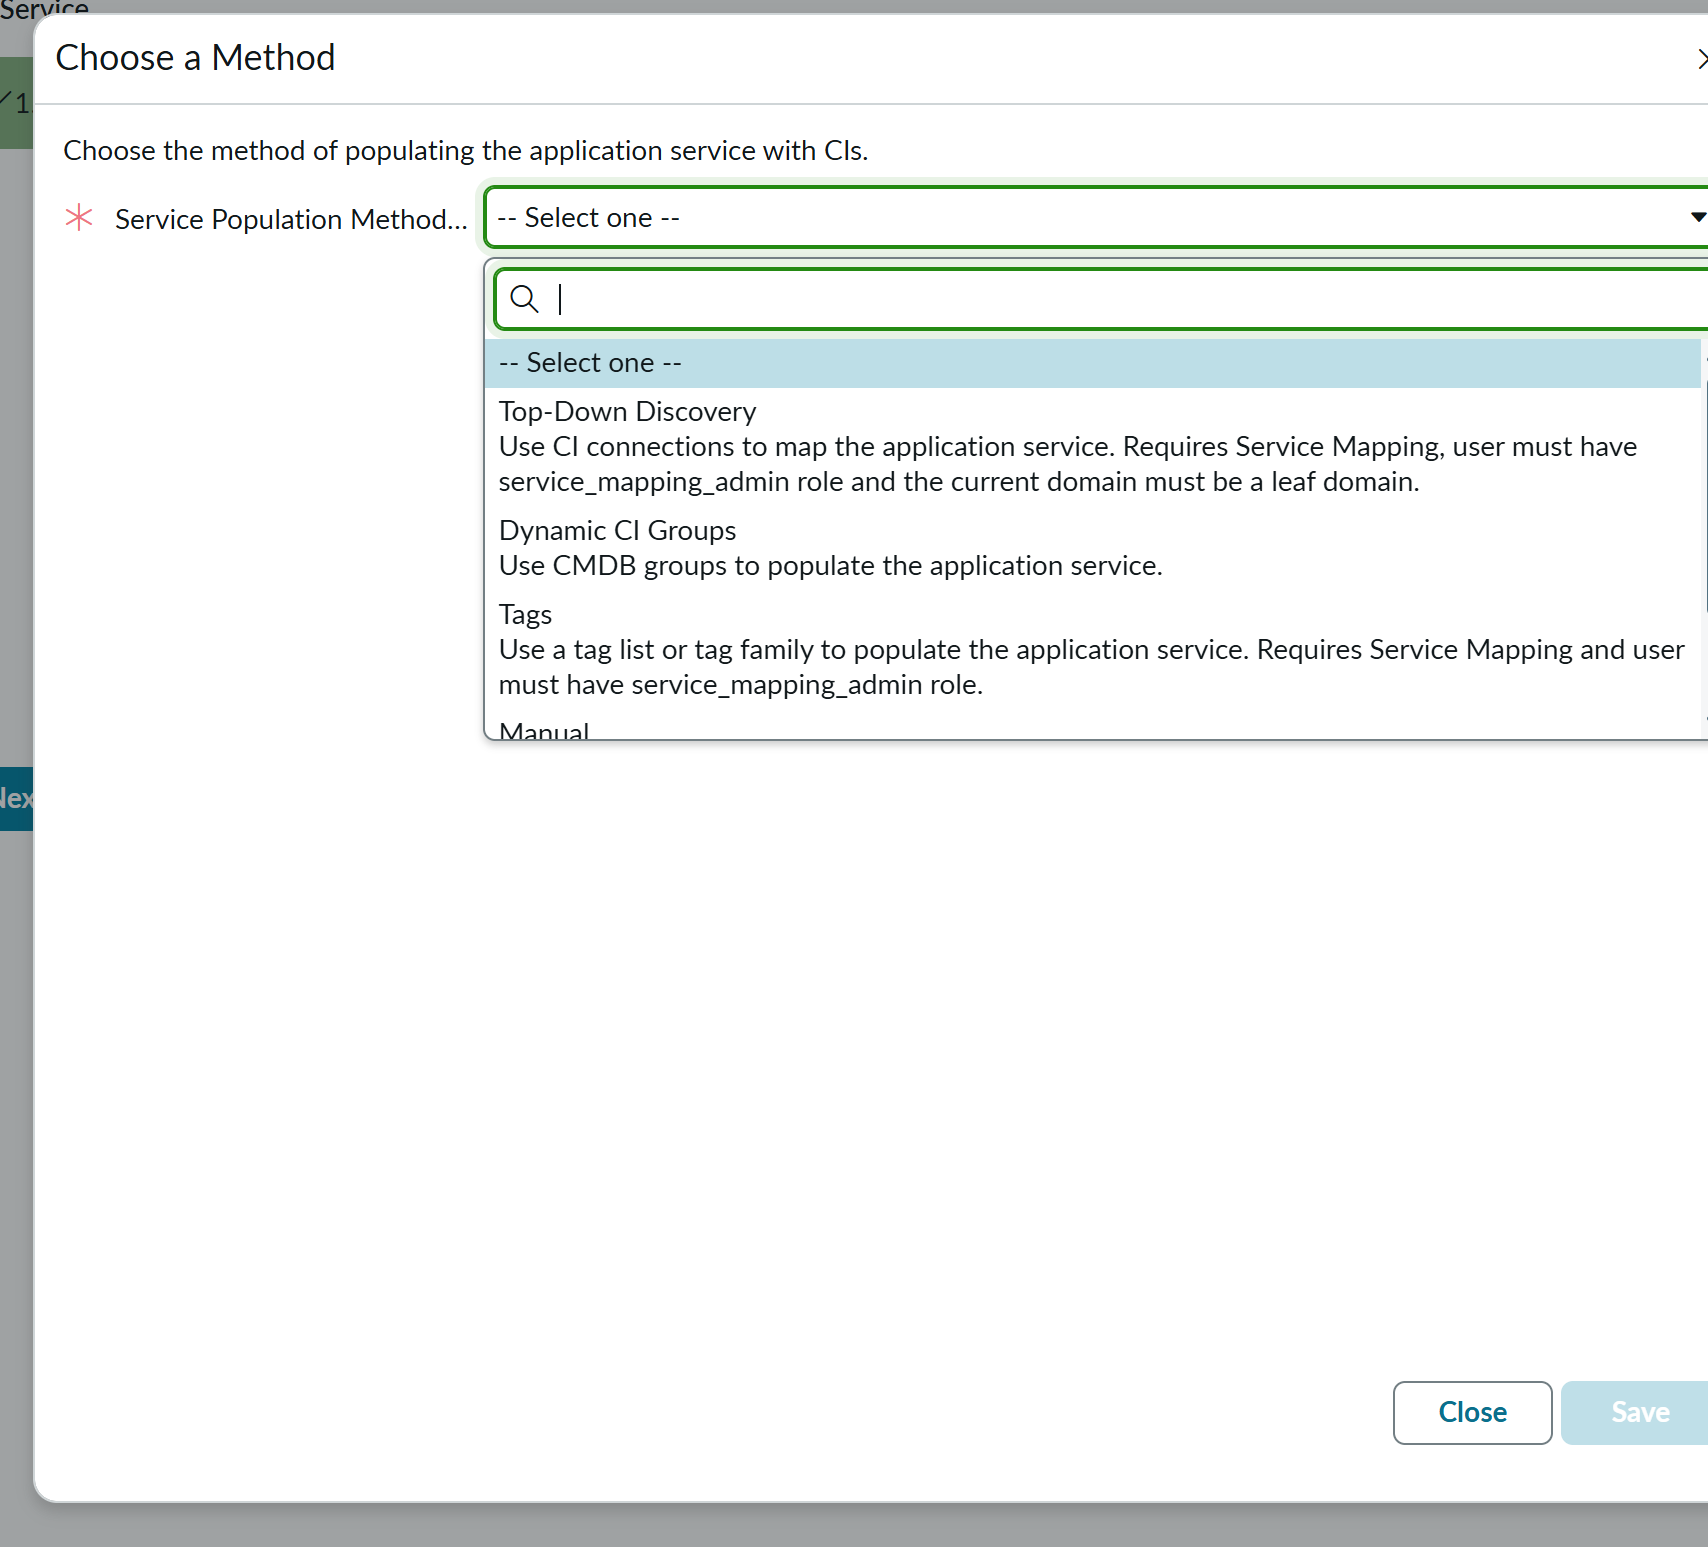 Service
Choose a Method
1
Choose the method of populating the application service with CIs.
Service Population Method...
-- Select one --
-- Select one --
Top-Down Discovery
Use CI connections to map the application service. Requires Service Mapping, user must have
service_mapping_admin role and the current domain must be a leaf domain.
Dynamic CI Groups
Use CMDB groups to populate the application service.
Tags
Use a tag list or tag family to populate the application service. Requires Service Mapping and user
must have service_mapping_admin role.
Manual
Close
Save